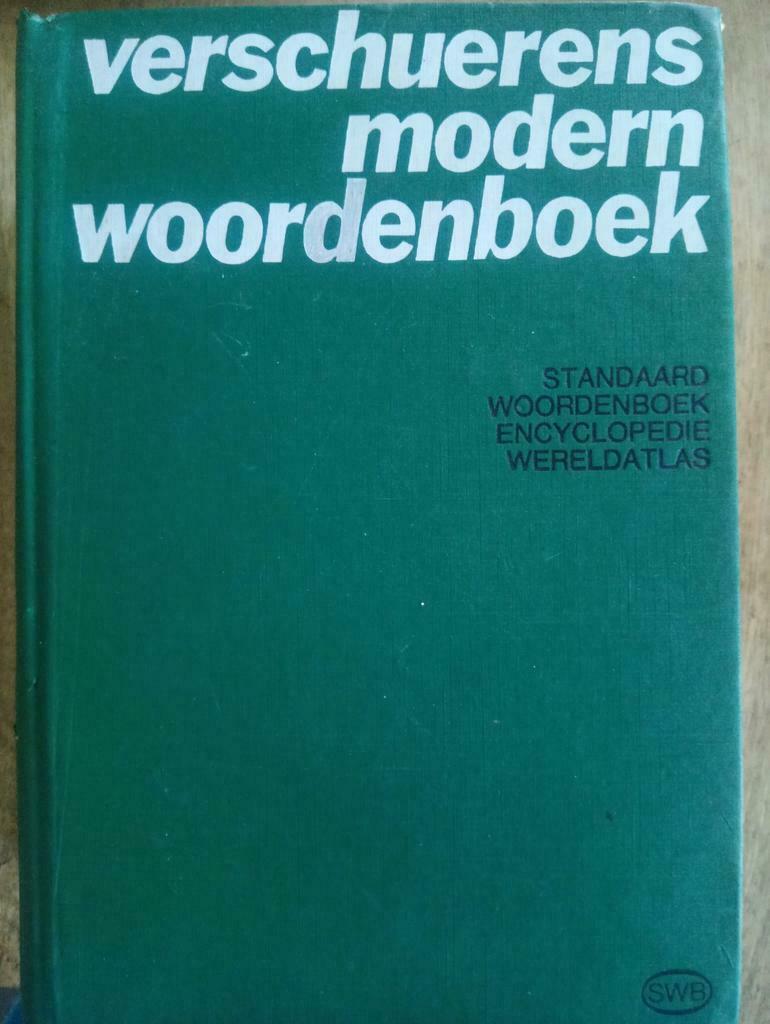 verschuerens
modern
woordenboek
STANDAARD
WOORDENBOEK
ENCYCLOPEDIE
WERELDATLAS
SWB